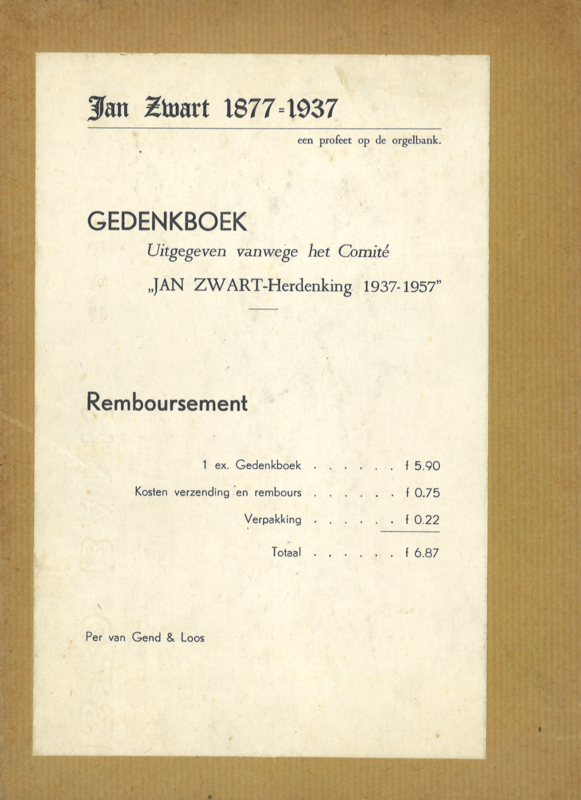 Jan Zwart 1877=1937
een profeet op de orgelbank.
GEDENKBOEK
Uitgegeven vanwege het Comité
„JAN ZWART-Herdenking 1937-1957”
Remboursement
1 ex. Gedenkboek . . . . . . f 5.90
Kosten verzending en rembours . . . . . . f 0.75
Verpakking . . . . . . f 0.22
Totaal . . . . . . f 6.87
Per van Gend & Loos